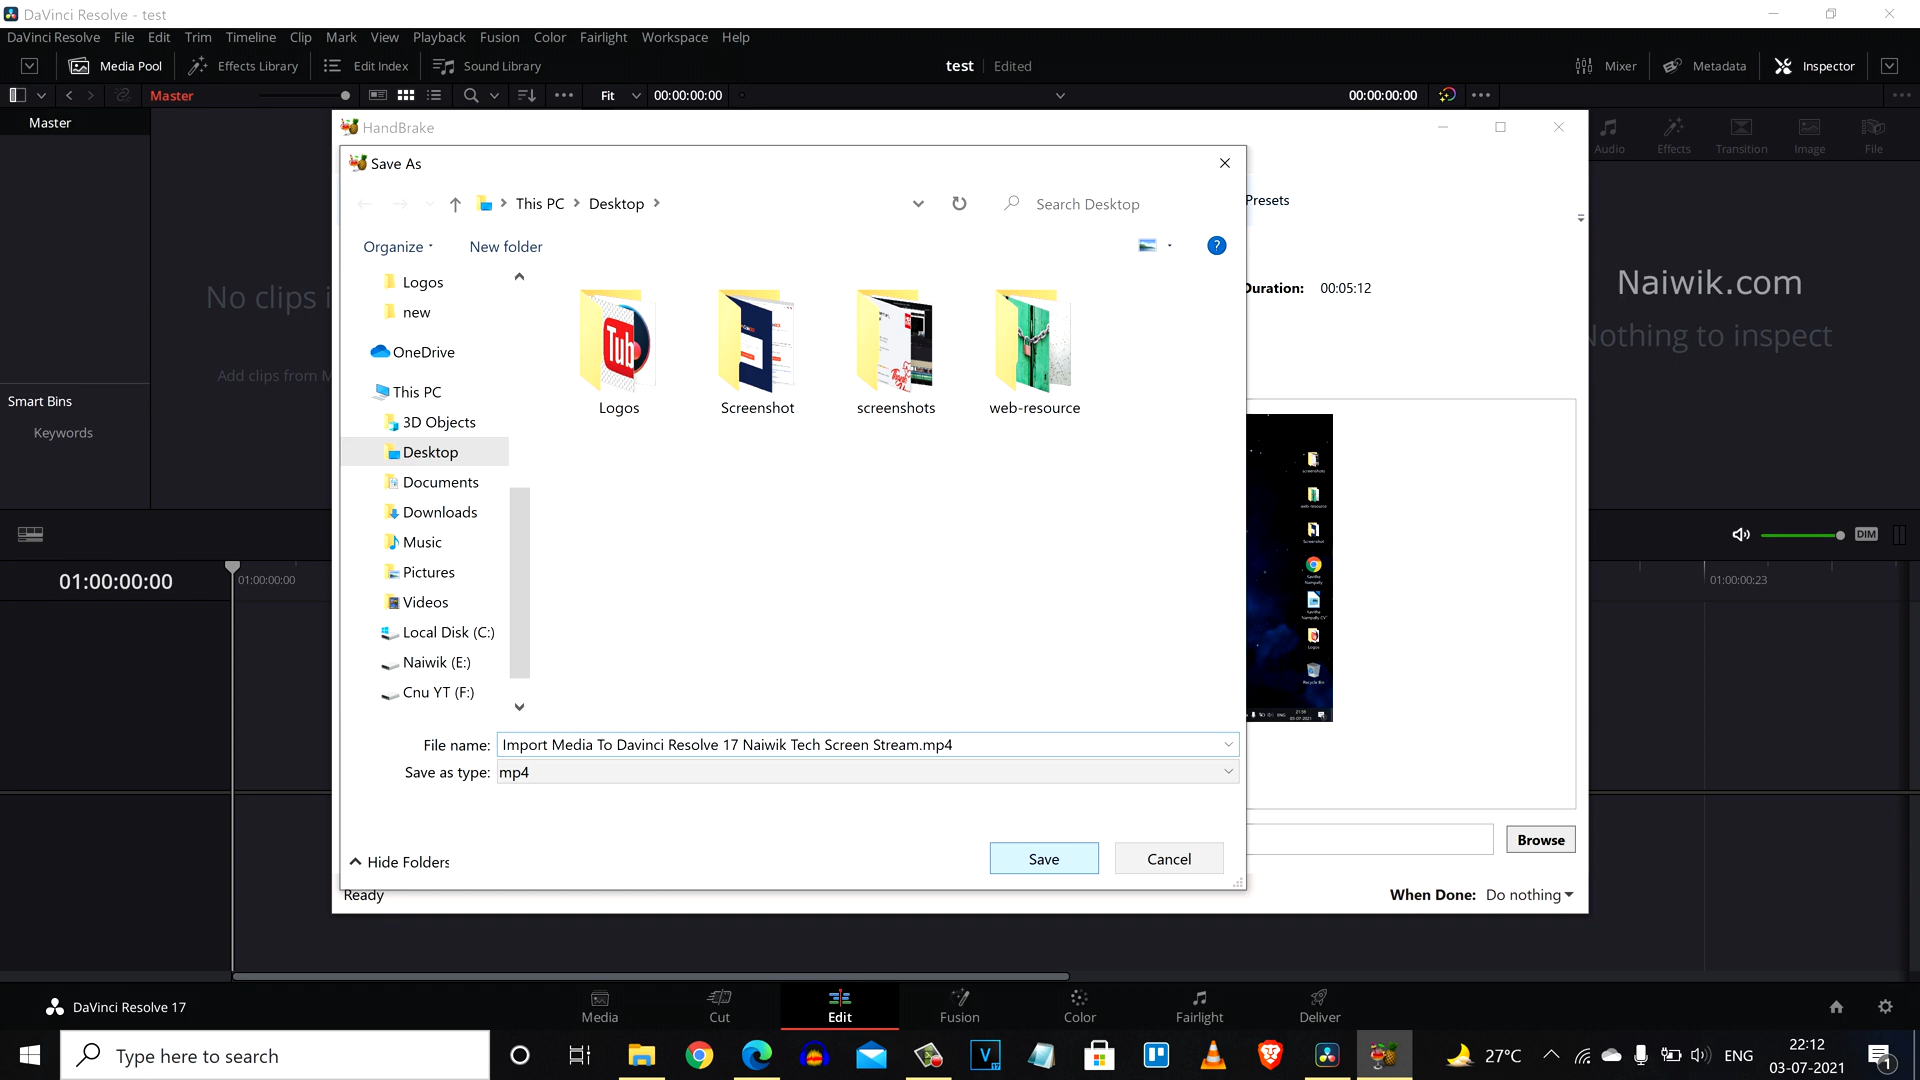 DaVinci Resolve - test
DaVinci Resolve File Edit Trim Timeline Clip Mark View Playback Fusion Color Fairlight Workspace Help
Media Pool Effects Library Edit Index Sound Library test Edited Mixer Metadata Inspector
Master Fit 00:00:00:00 00:00:00:00
Master
HandBrake
Audio Effects Transition Image File
Save As
This PC Desktop Search Desktop
Presets
Organize New folder
Logos
new
OneDrive
This PC
3D Objects
Desktop
Documents
Downloads
Music
Pictures
Videos
Local Disk (C:)
Naiwik (E:)
Cnu YT (F:)
Tub
Logos Screenshot screenshots web-resource
Duration: 00:05:12
Naiwik.com
Nothing to inspect
No clips i
Add clips from M
Smart Bins
Keywords
File name: Import Media To Davinci Resolve 17 Naiwik Tech Screen Stream.mp4
Save as type: mp4
Hide Folders Save Cancel
Browse
Ready When Done: Do nothing
DIM
01:00:00:00 01:00:00:00 01:00:00:23
DaVinci Resolve 17 Media Cut Edit Fusion Color Fairlight Deliver
Type here to search 27°C ENG 22:12
03-07-2021
1